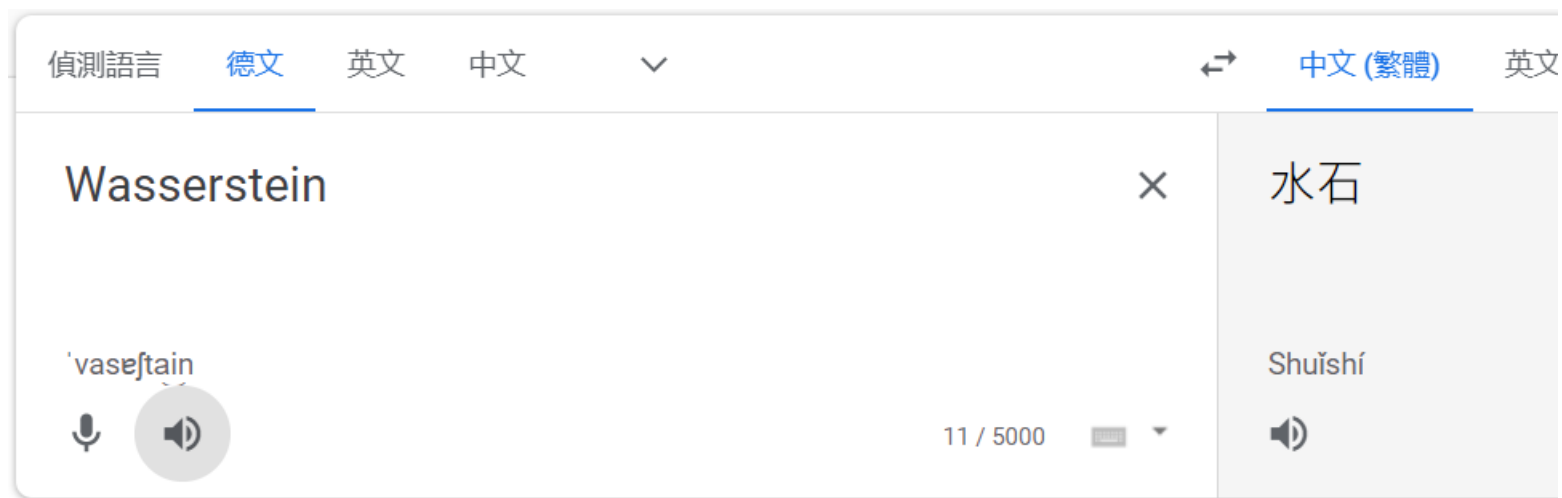 偵測語言 德文 英文 中文 中文 (繁體) 英文
Wasserstein 水石
ˈvasɐʃtai̯n Shuǐshí
11 / 5000